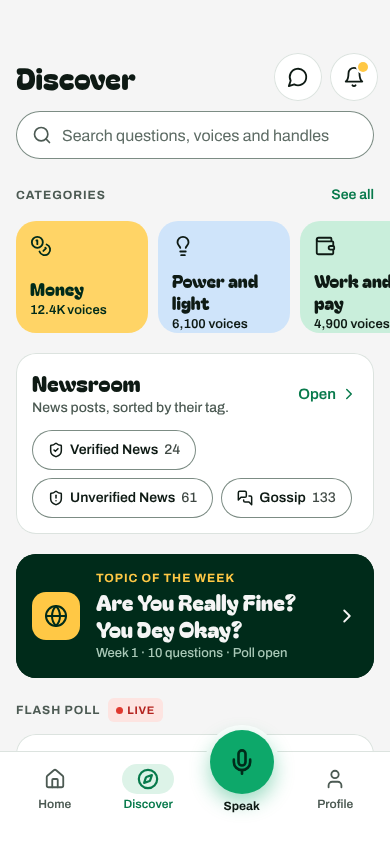 Discover
Search questions, voices and handles
CATEGORIES
See all
Money
12.4K voices
Power and
light
6,100 voices
Work and
pay
4,900 voices
Newsroom
Open
News posts, sorted by their tag.
Verified News 24
Unverified News 61
Gossip 133
TOPIC OF THE WEEK
Are You Really Fine?
You Dey Okay?
Week 1 · 10 questions · Poll open
FLASH POLL
LIVE
Home
Discover
Speak
Profile